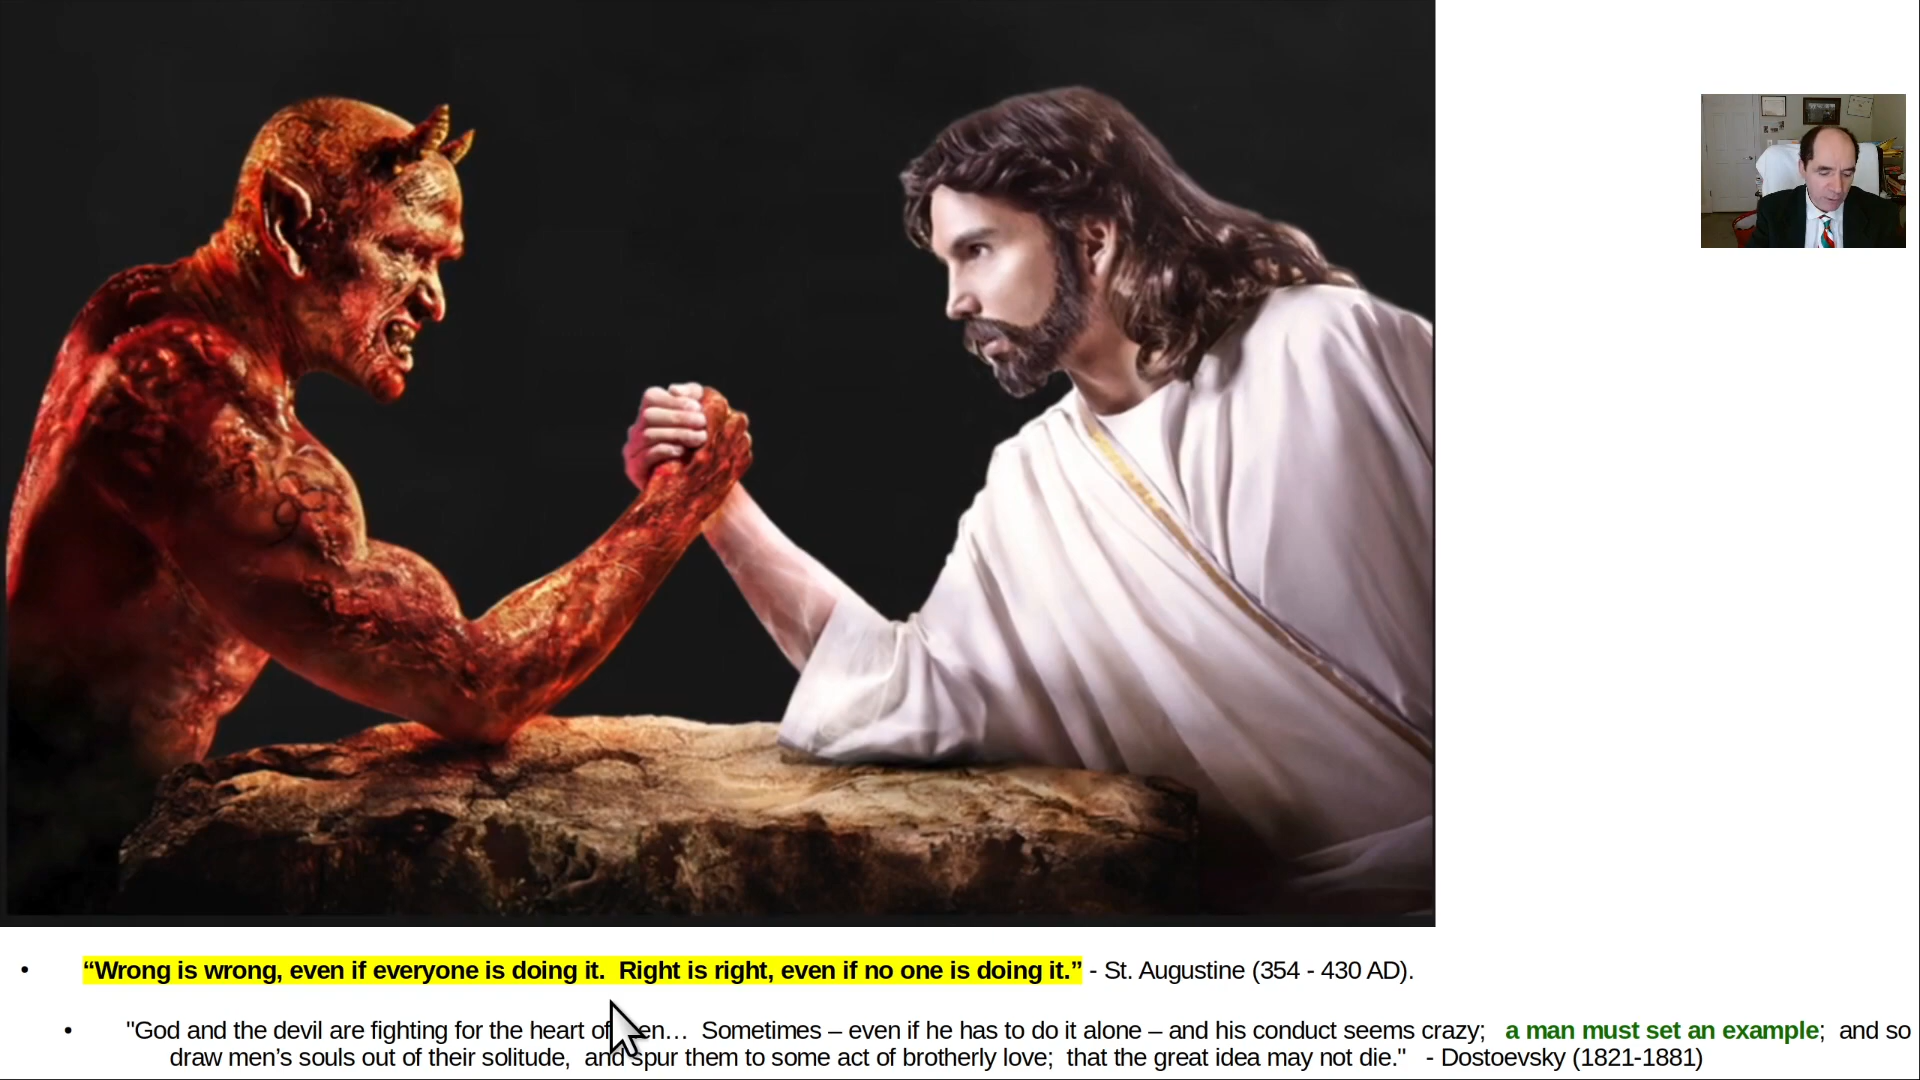 • “Wrong is wrong, even if everyone is doing it. Right is right, even if no one is doing it.” - St. Augustine (354 - 430 AD).
• "God and the devil are fighting for the heart of en… Sometimes – even if he has to do it alone – and his conduct seems crazy; a man must set an example; and so
draw men’s souls out of their solitude, and spur them to some act of brotherly love; that the great idea may not die." - Dostoevsky (1821-1881)